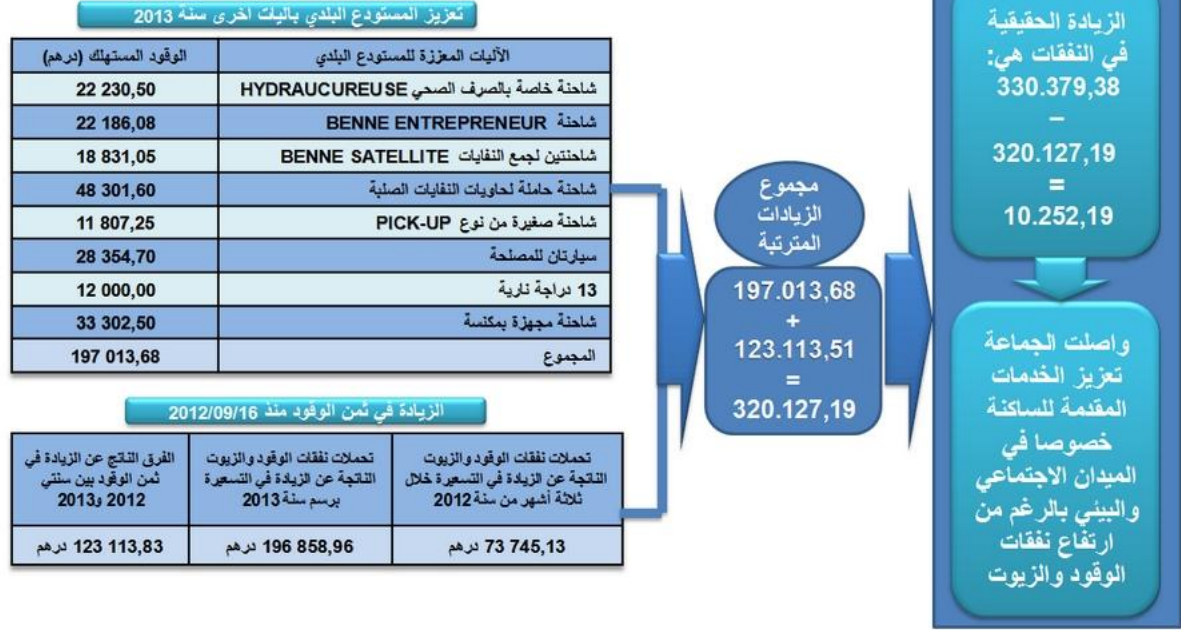 تعزيز المستودع البلدي بآليات أخرى سنة 2013
الآليات المعززة للمستودع البلدي
الوقود المستهلك (درهم)
شاحنة خاصة بالصرف الصحي HYDRAUCUREUSE
22 230,50
شاحنة BENNE ENTREPRENEUR
22 186,08
شاحنتين لجمع النفايات BENNE SATELLITE
18 831,05
شاحنة حاملة لحاويات النفايات الصلبة
48 301,60
شاحنة صغيرة من نوع PICK-UP
11 807,25
سيارتان للمصلحة
28 354,70
13 دراجة نارية
12 000,00
شاحنة مجهزة بمكنسة
33 302,50
المجموع
197 013,68
الزيادة في ثمن الوقود منذ 2012/09/16
تحملات نفقات الوقود والزيوت
الناتجة عن الزيادة في التسعيرة خلال
ثلاثة أشهر من سنة 2012
تحملات نفقات الوقود والزيوت
الناتجة عن الزيادة في التسعيرة
برسم سنة 2013
الفرق الناتج عن الزيادة في
ثمن الوقود بين سنتي
2012 و2013
73 745,13 درهم
196 858,96 درهم
123 113,83 درهم
مجموع
الزيادات
المترتبة
197.013,68
+
123.113,51
=
320.127,19
الزيادة الحقيقية
في النفقات هي:
330.379,38
–
320.127,19
=
10.252,19
واصلت الجماعة
تعزيز الخدمات
المقدمة للساكنة
خصوصا في
الميدان الاجتماعي
والبيئي بالرغم من
ارتفاع نفقات
الوقود والزيوت